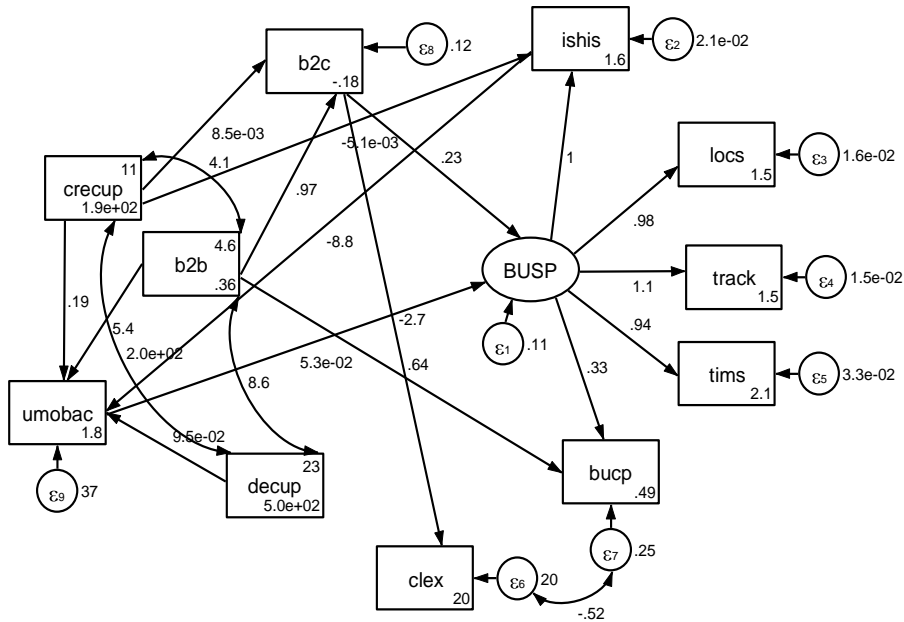 ishis
1.6
ε2
2.1e-02
b2c
-.18
ε8
.12
8.5e-03
4.1
-5.1e-03
.23
1
locs
1.5
ε3
1.6e-02
crecup
11
1.9e+02
.97
.98
b2b
4.6
.36
-8.8
BUSP
1.1
track
1.5
ε4
1.5e-02
.19
5.4
2.0e+02
-2.7
ε1
.11
.94
5.3e-02
.64
.33
tims
2.1
ε5
3.3e-02
8.6
umobac
1.8
9.5e-02
decup
23
5.0e+02
bucp
.49
ε9
37
ε7
.25
clex
20
ε6
20
-.52